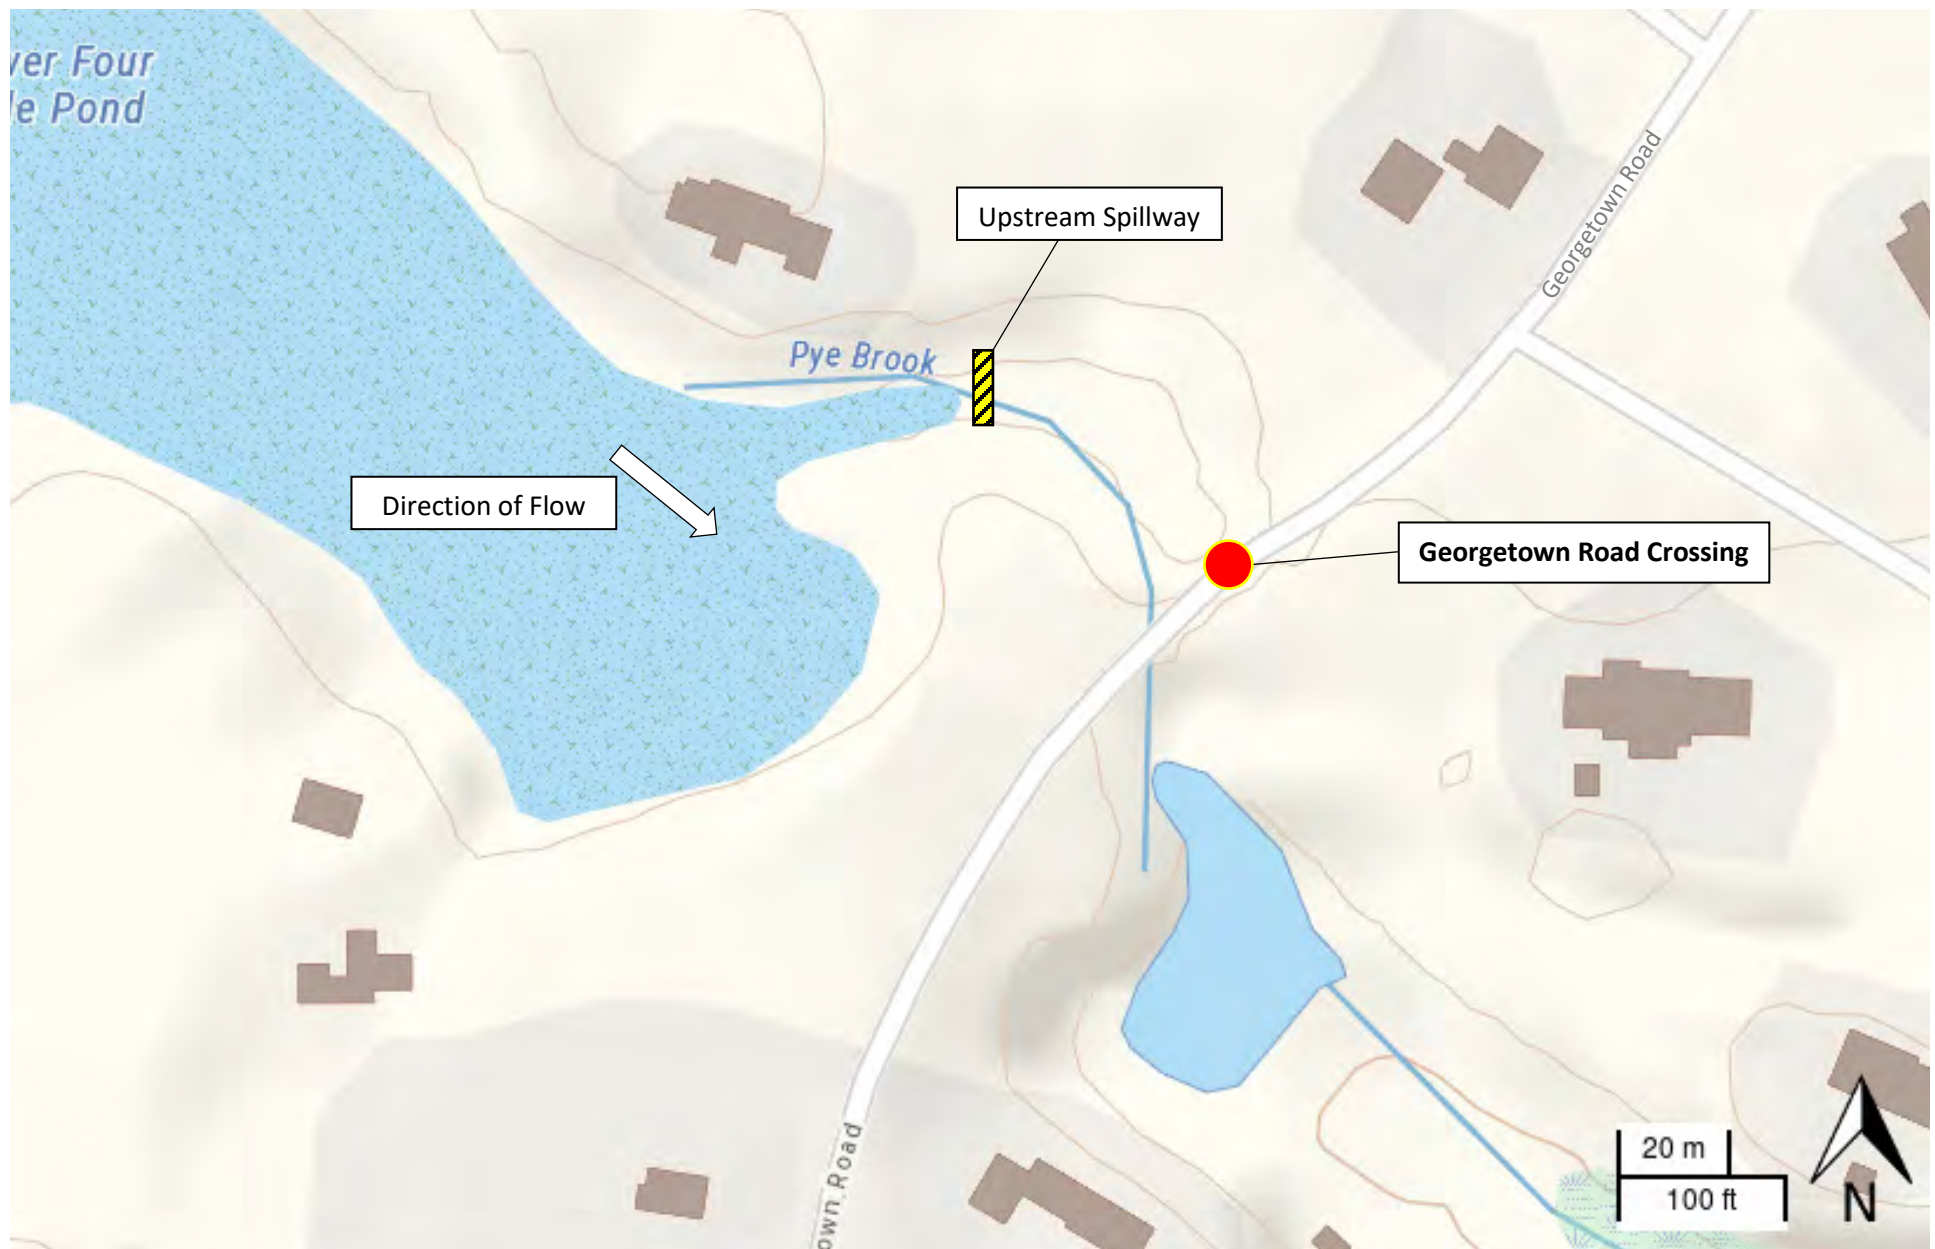 ver Four
le Pond
Georgetown Road
Upstream Spillway
Pye Brook
Direction of Flow
Georgetown Road Crossing
own Road
20 m
100 ft
N